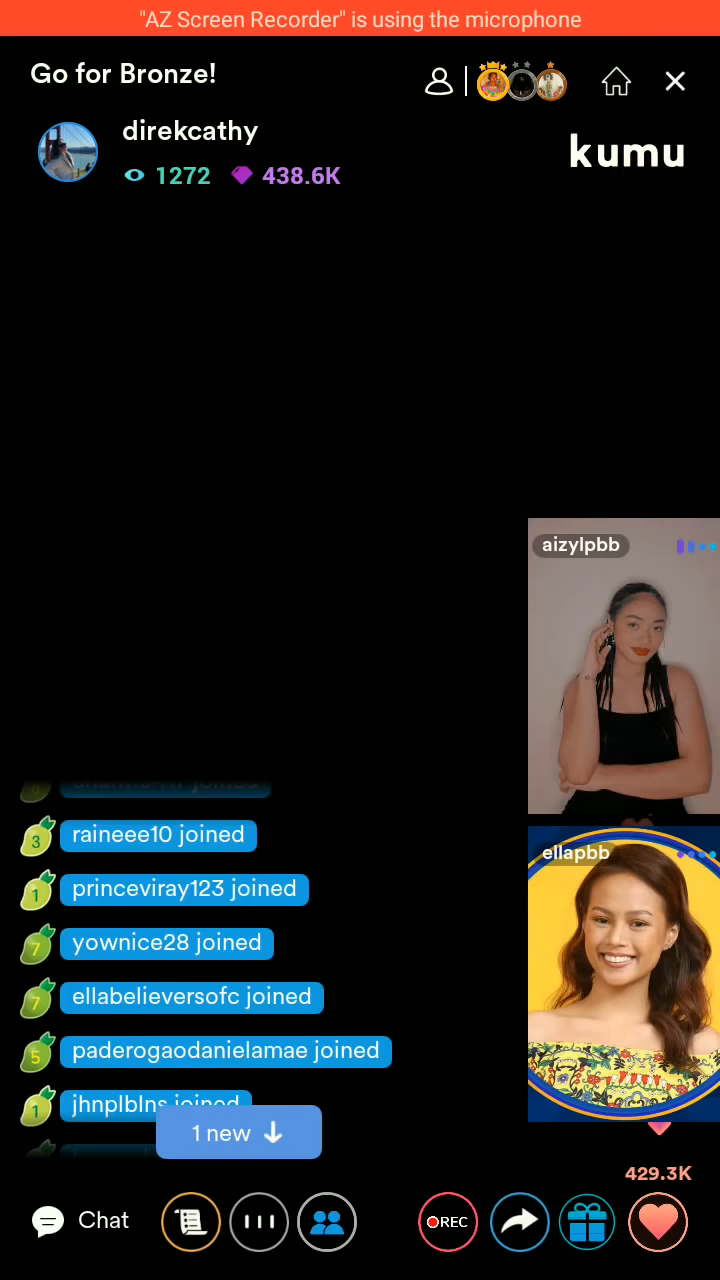 "AZ Screen Recorder" is using the microphone
Go for Bronze!
direkcathy
1272 438.6K
kumu
aizylpbb
ellapbb
joined
3 raineee10 joined
1 princeviray123 joined
7 yownice28 joined
7 ellabelieversofc joined
5 paderogaodanielamae joined
1 jhnplblns joined
1 new
429.3K
Chat
REC